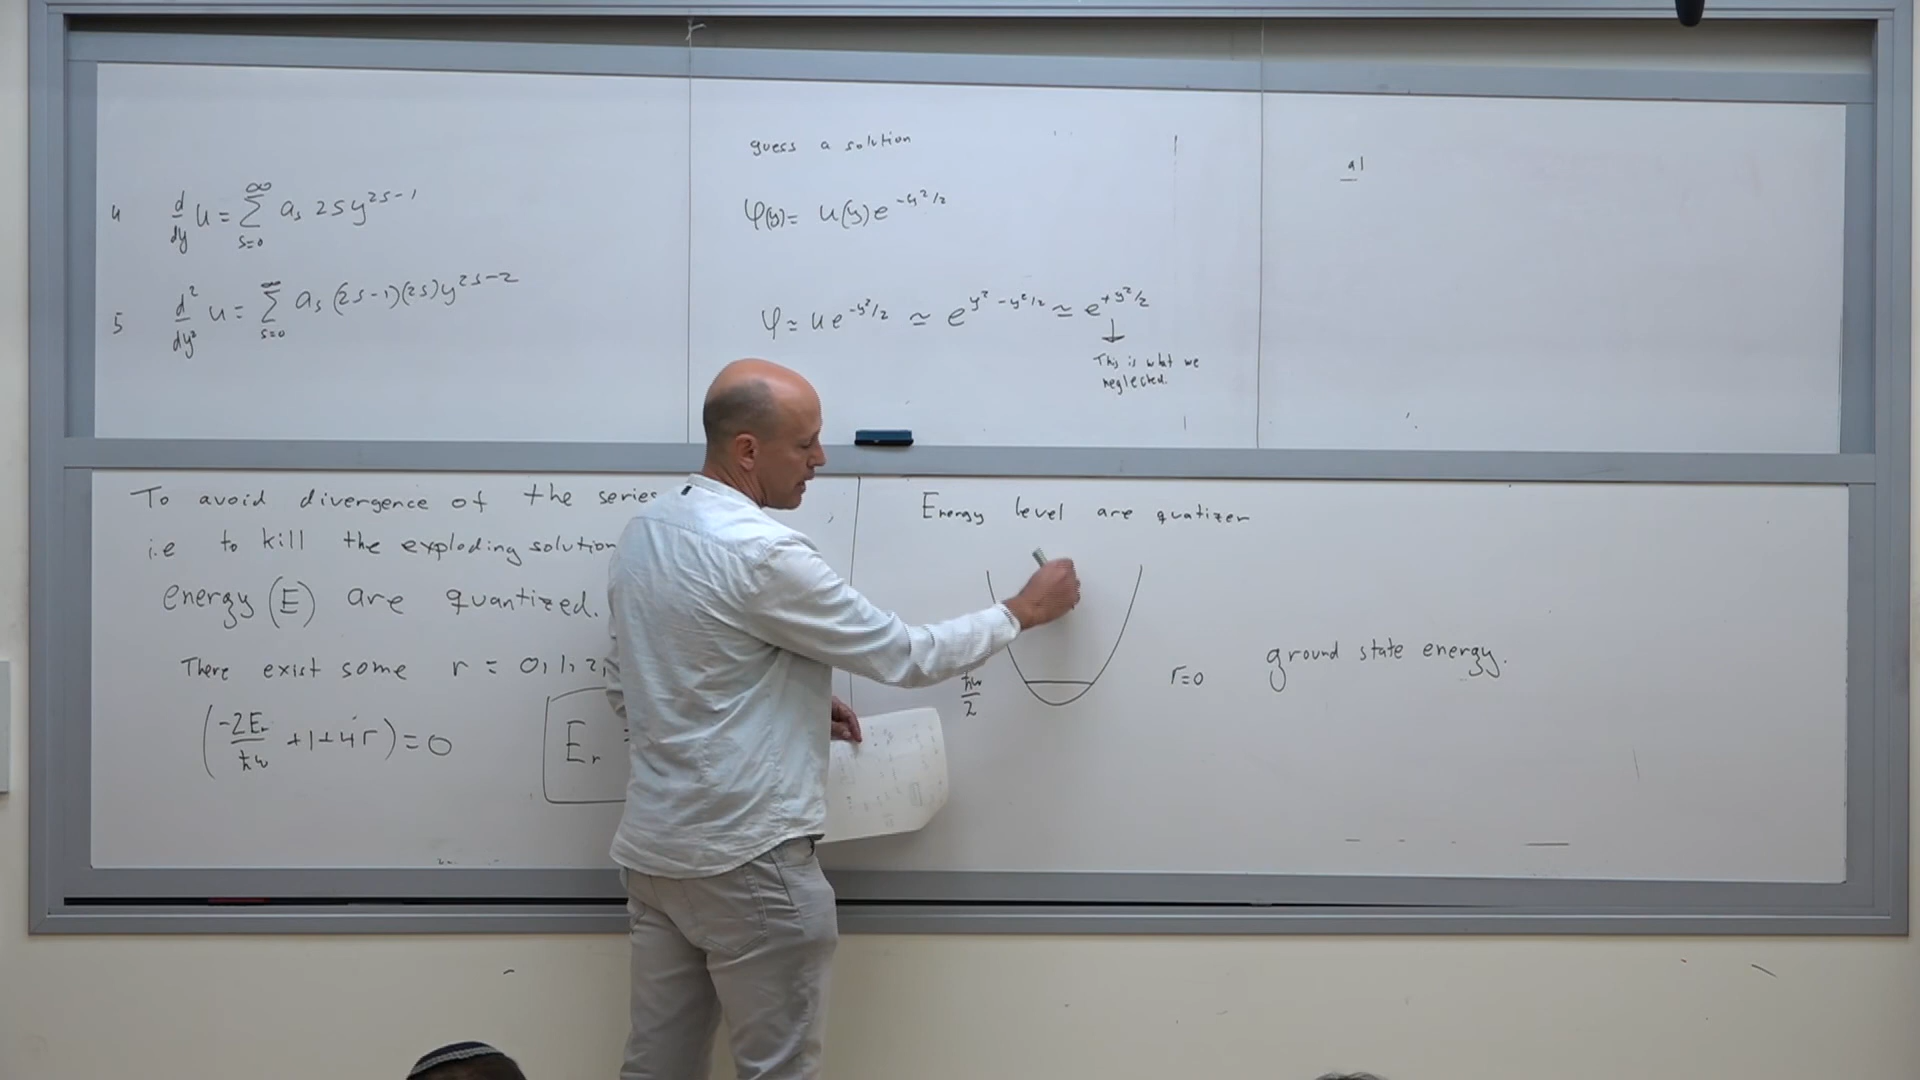 4 d/dy u = ∑_{s=0}^{∞} a_s 2s y^{2s-1}
5 d²/dy² u = ∑_{s=0}^{∞} a_s (2s-1)(2s) y^{2s-2}
guess a solution
φ(y) = u(y) e^{-y²/2}
φ ≃ u e^{-y²/2} ≃ e^{y² - y²/2} ≃ e^{+y²/2}
↓
This is what we
neglected.
a1
To avoid divergence of the series
i.e to kill the exploding solution
energy (E) are quantized.
There exist some r = 0, 1, 2,
(-2E_r/ħω + 1 + 4r) = 0
E_r =
Energy level are quatizer
ħω/2
r=0 ground state energy.